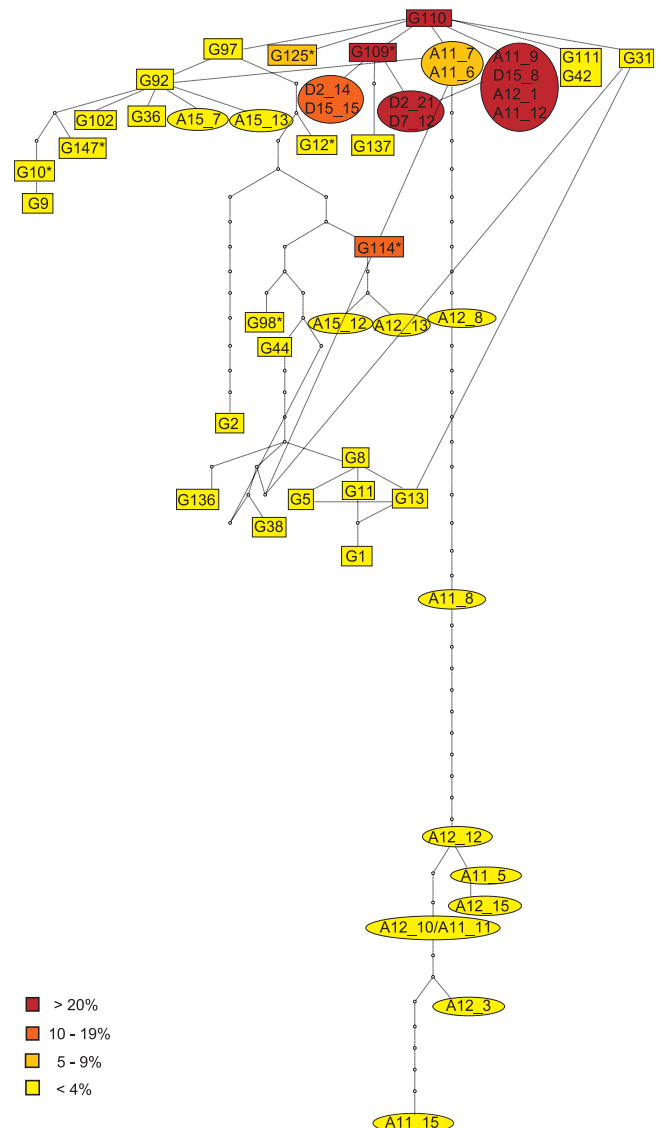 G110
G97
G125*
G109*
A11_7
A11_6
A11_9
D15_8
A12_1
A11_12
G111
G42
G31
G92
D2_14
D15_15
D2_21
D7_12
G102
G36
A15_7
A15_13
G147*
G12*
G137
G10*
G9
G114*
G98*
A15_12
A12_13
A12_8
G44
G2
G8
G136
G5
G11
G13
G38
G1
A11_8
A12_12
A11_5
A12_15
A12_10/A11_11
A12_3
> 20%
10 - 19%
5 - 9%
< 4%
A11_15